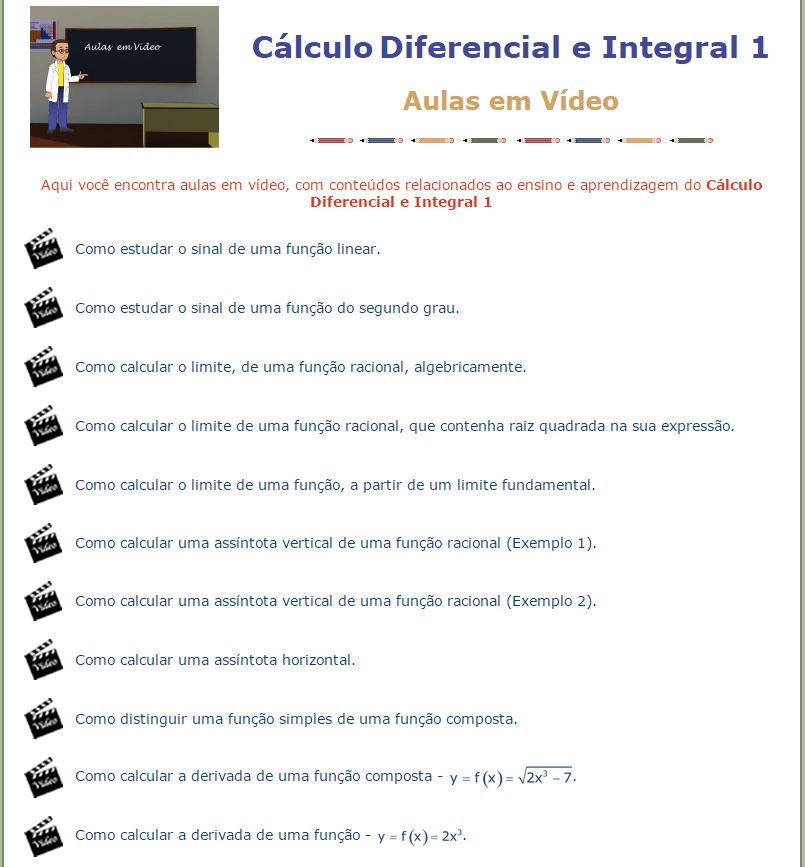 Aulas em Vídeo
Cálculo Diferencial e Integral 1
Aulas em Vídeo
Aqui você encontra aulas em vídeo, com conteúdos relacionados ao ensino e aprendizagem do Cálculo
Diferencial e Integral 1
Vídeo Como estudar o sinal de uma função linear.
Vídeo Como estudar o sinal de uma função do segundo grau.
Vídeo Como calcular o limite, de uma função racional, algebricamente.
Vídeo Como calcular o limite de uma função racional, que contenha raiz quadrada na sua expressão.
Vídeo Como calcular o limite de uma função, a partir de um limite fundamental.
Vídeo Como calcular uma assíntota vertical de uma função racional (Exemplo 1).
Vídeo Como calcular uma assíntota vertical de uma função racional (Exemplo 2).
Vídeo Como calcular uma assíntota horizontal.
Vídeo Como distinguir uma função simples de uma função composta.
Vídeo Como calcular a derivada de uma função composta - y = f(x) = √(2x³ − 7).
Vídeo Como calcular a derivada de uma função - y = f(x) = 2x³.